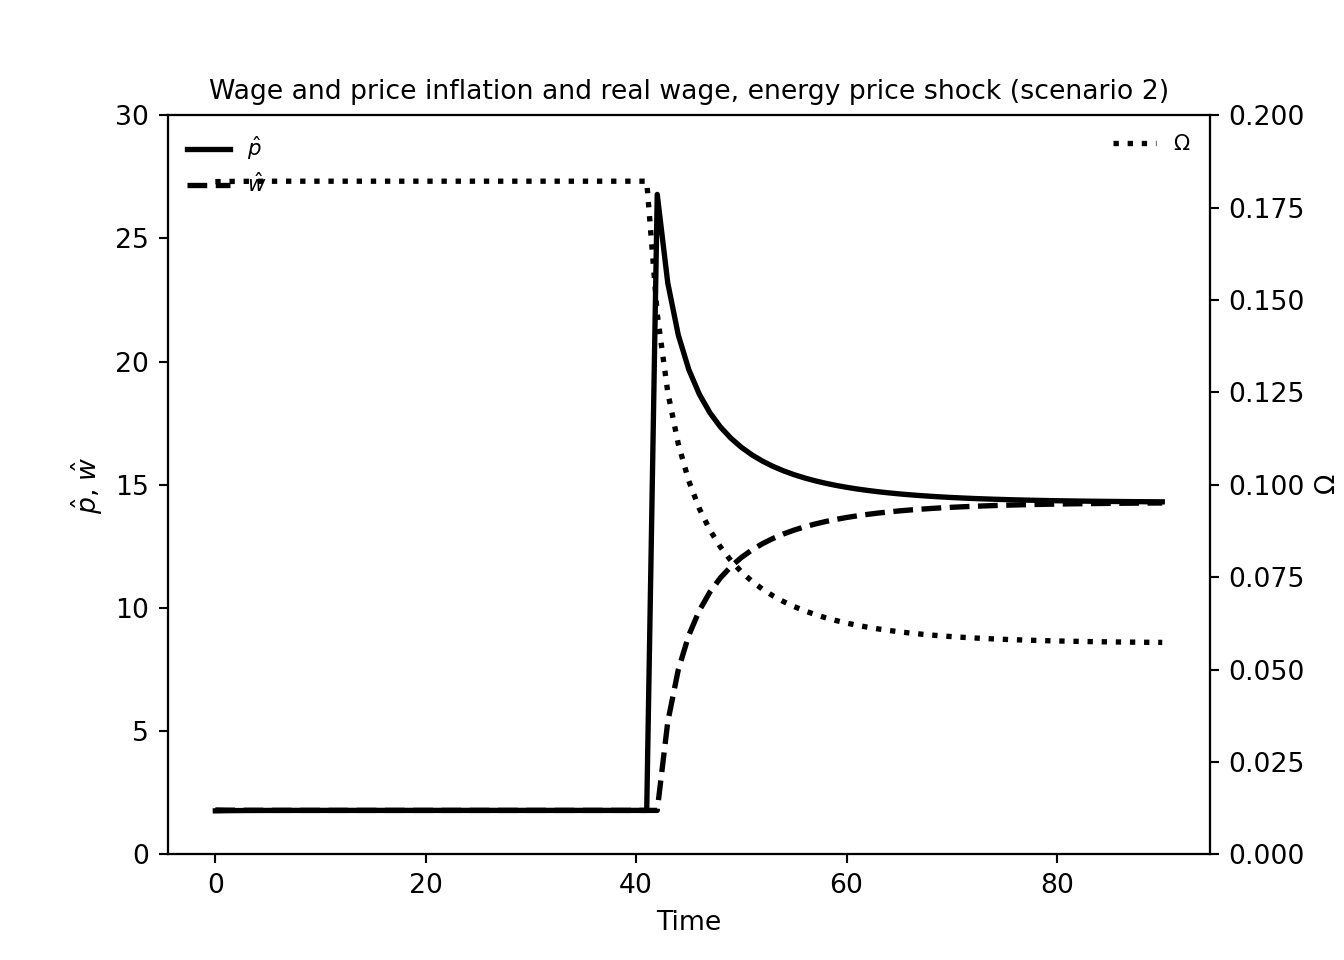 Wage and price inflation and real wage, energy price shock (scenario 2)
30
25
20
15
10
5
0
p̂, ŵ
p̂
ŵ
Ω
0.200
0.175
0.150
0.125
0.100
0.075
0.050
0.025
0.000
Ω
0 20 40 60 80
Time